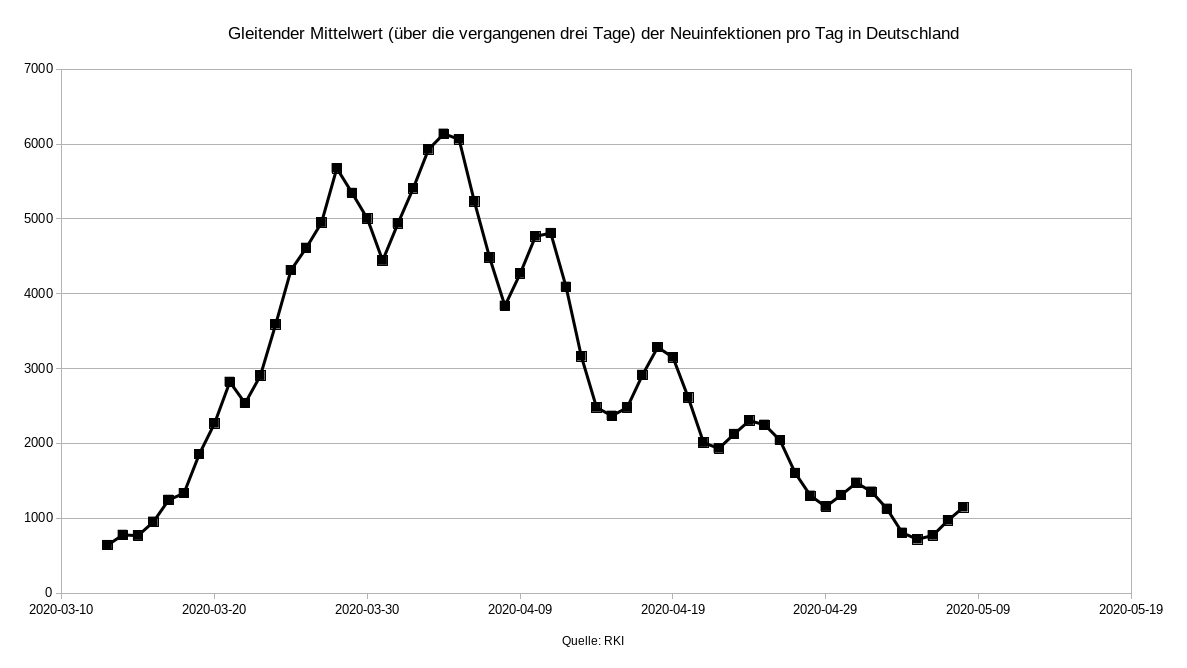 Gleitender Mittelwert (über die vergangenen drei Tage) der Neuinfektionen pro Tag in Deutschland
7000
6000
5000
4000
3000
2000
1000
0
2020-03-10 2020-03-20 2020-03-30 2020-04-09 2020-04-19 2020-04-29 2020-05-09 2020-05-19
Quelle: RKI